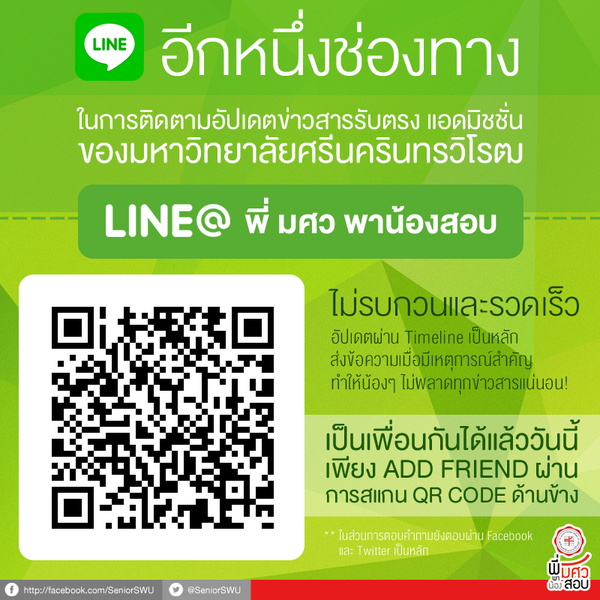 LINE
อีกหนึ่งช่องทาง
ในการติดตามอัปเดตข่าวสารรับตรง แอดมิชชั่น
ของมหาวิทยาลัยศรีนครินทรวิโรฒ
LINE@ พี่ มศว พาน้องสอบ
ไม่รบกวนและรวดเร็ว
อัปเดตผ่าน Timeline เป็นหลัก
ส่งข้อความเมื่อมีเหตุการณ์สำคัญ
ทำให้น้องๆ ไม่พลาดทุกข่าวสารแน่นอน!
เป็นเพื่อนกันได้แล้ววันนี้
เพียง ADD FRIEND ผ่าน
การสแกน QR CODE ด้านข้าง
** ในส่วนการตอบคำถามยังตอบผ่าน Facebook
และ Twitter เป็นหลัก
http://facebook.com/SeniorSWU @SeniorSWU
พี่มศว
พาน้องสอบ